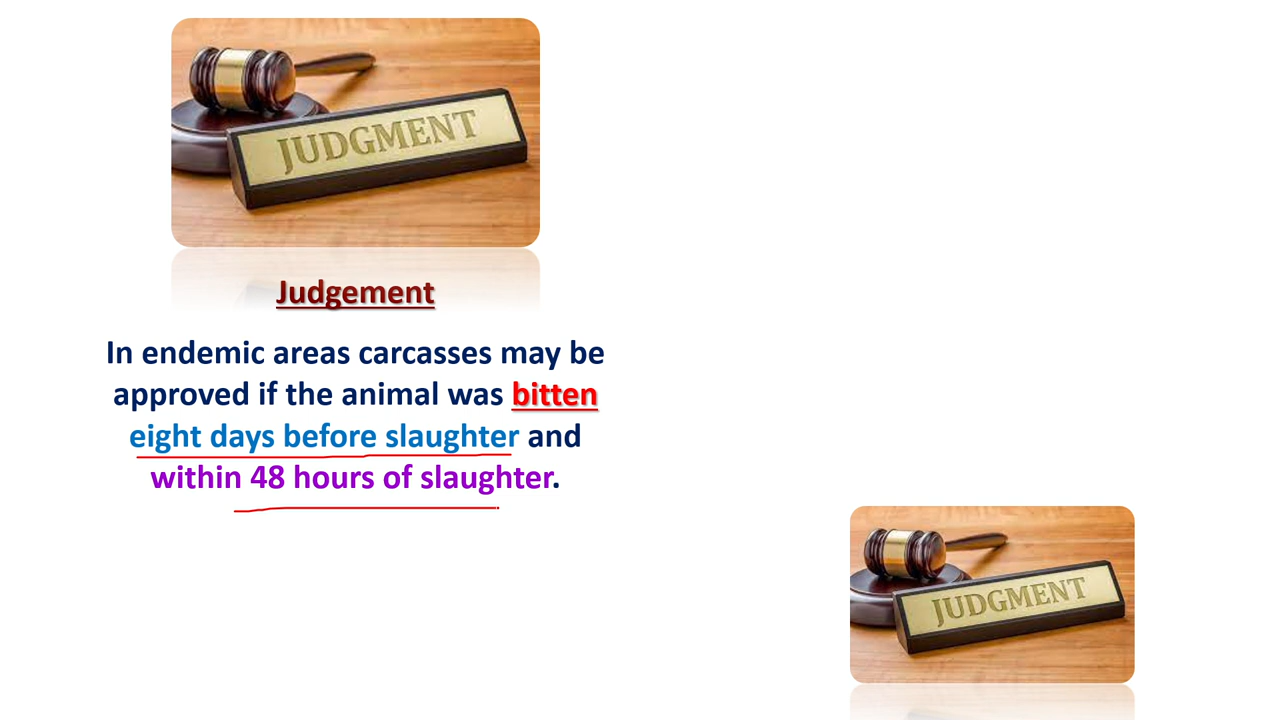 JUDGMENT
Judgement
In endemic areas carcasses may be
approved if the animal was bitten
eight days before slaughter and
within 48 hours of slaughter.
JUDGMENT